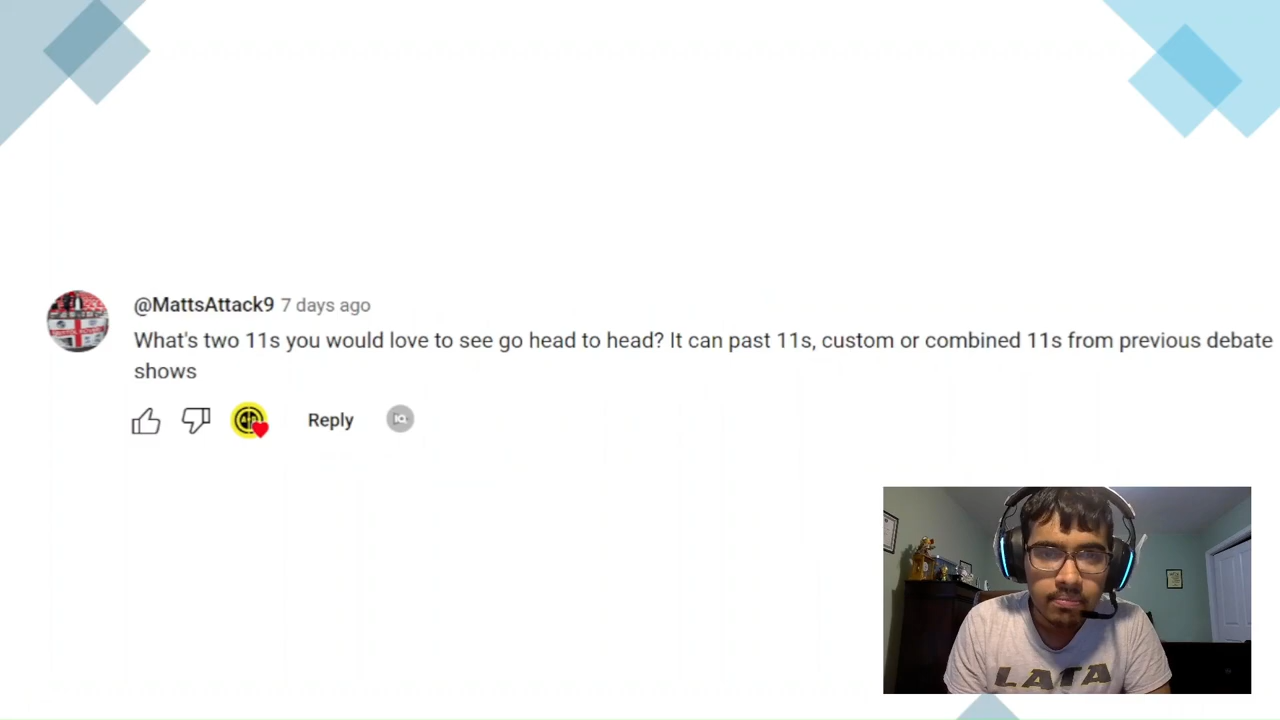 @MattsAttack9 7 days ago
What's two 11s you would love to see go head to head? It can past 11s, custom or combined 11s from previous debate
shows
Reply
LATA